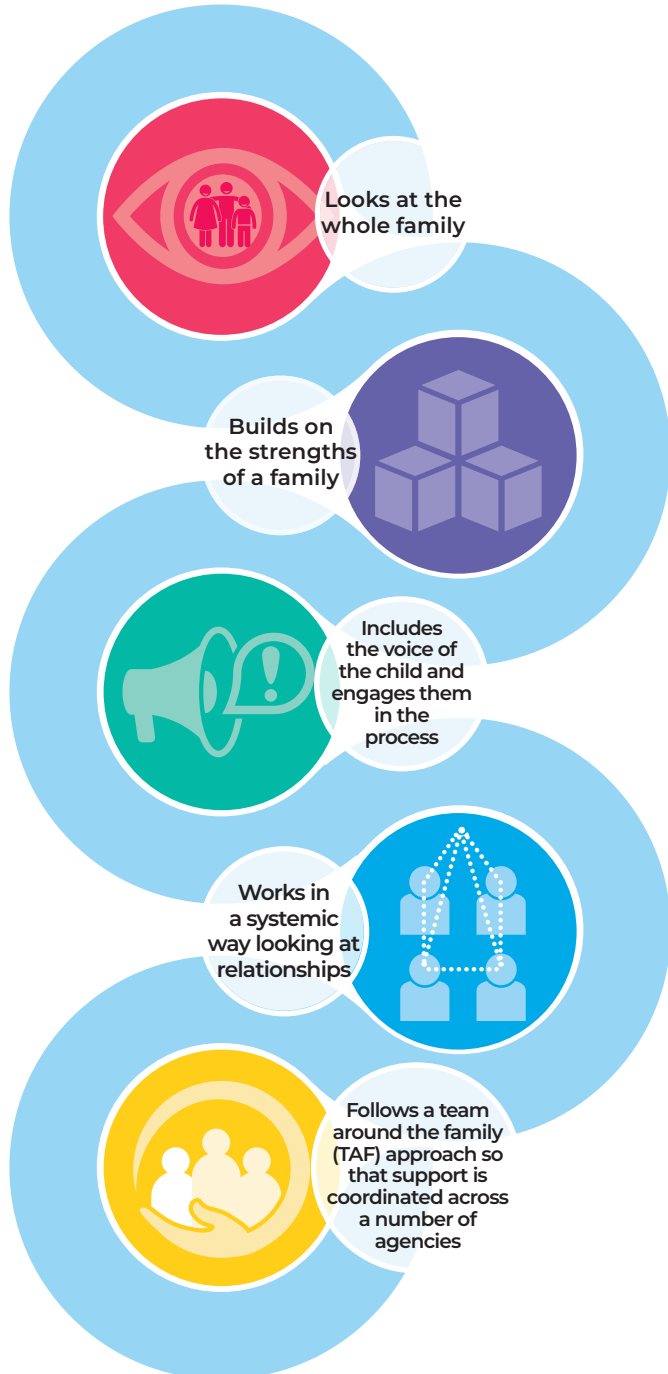 Looks at the
whole family
Builds on
the strengths
of a family
Includes
the voice of
the child and
engages them
in the
process
Works in
a systemic
way looking at
relationships
Follows a team
around the family
(TAF) approach so
that support is
coordinated across
a number of
agencies